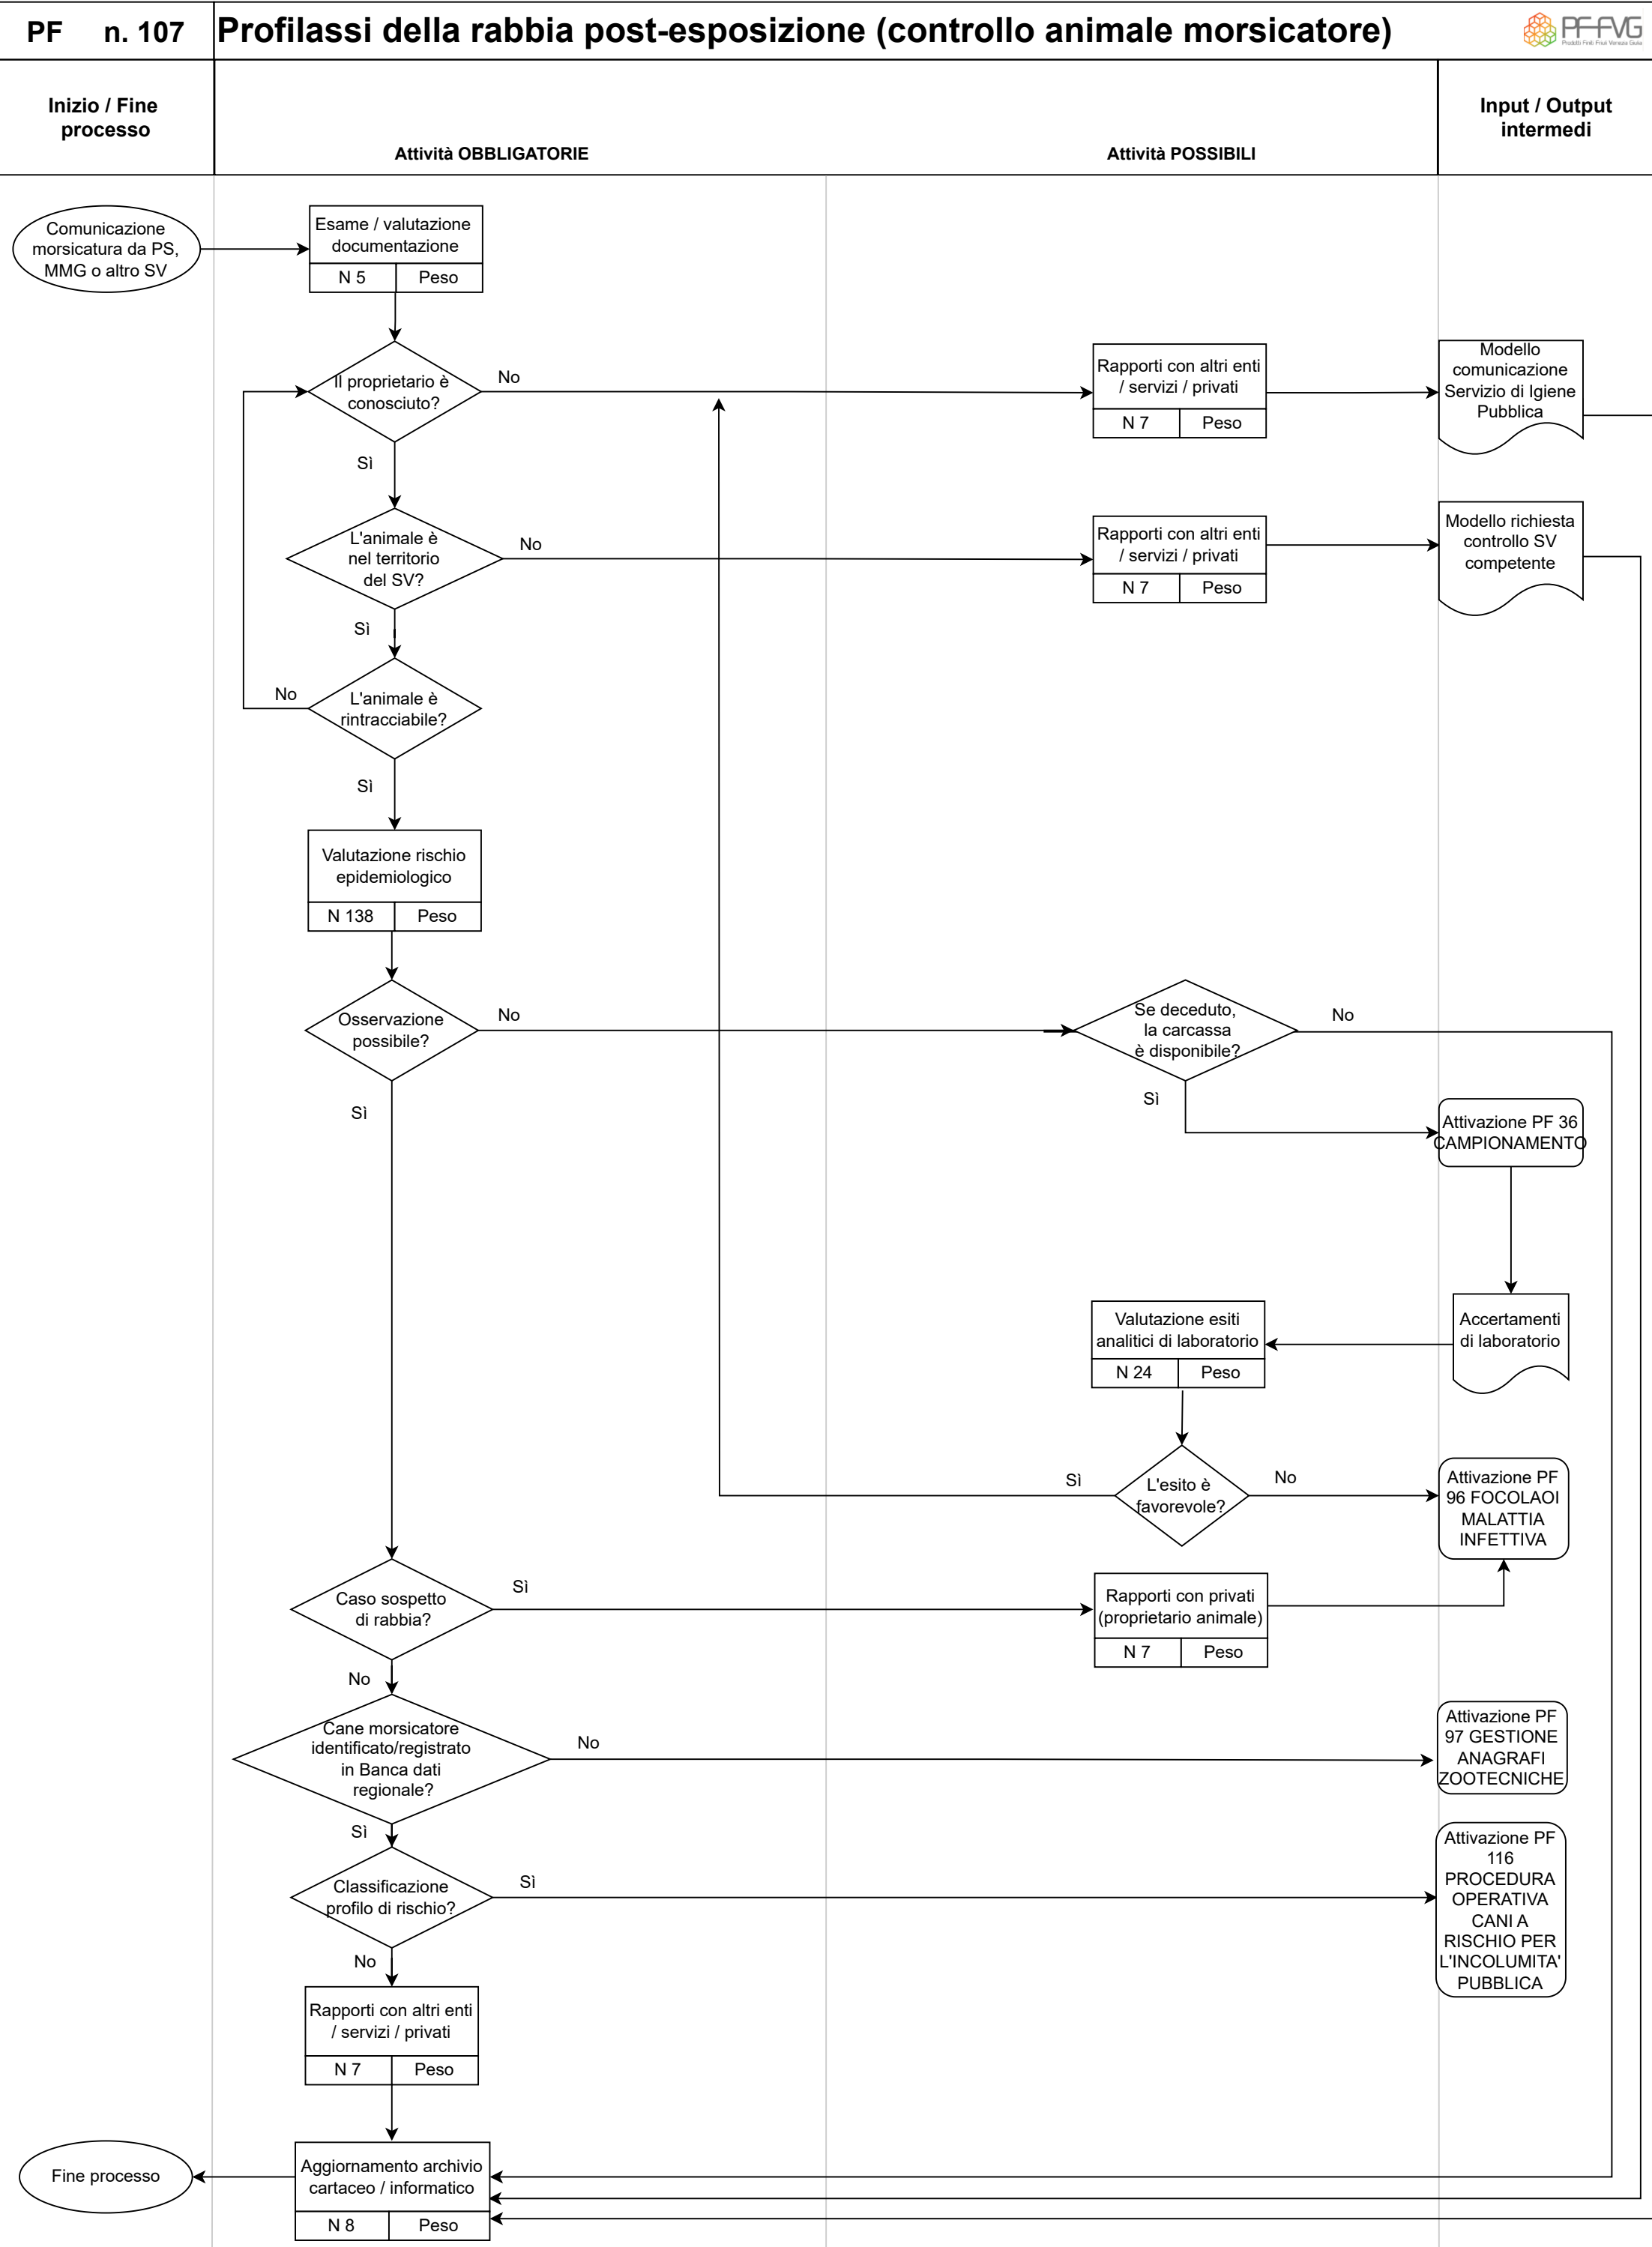 PF n. 107
Profilassi della rabbia post-esposizione (controllo animale morsicatore)
PF-FVG
Prodotti Finiti Friuli Venezia Giulia
Inizio / Fine
processo
Attività OBBLIGATORIE
Attività POSSIBILI
Input / Output
intermedi
Comunicazione
morsicatura da PS,
MMG o altro SV
Esame / valutazione
documentazione
N 5
Peso
Il proprietario è
conosciuto?
No
Sì
Rapporti con altri enti
/ servizi / privati
N 7
Peso
Modello
comunicazione
Servizio di Igiene
Pubblica
L'animale è
nel territorio
del SV?
No
Sì
Rapporti con altri enti
/ servizi / privati
N 7
Peso
Modello richiesta
controllo SV
competente
L'animale è
rintracciabile?
No
Sì
Valutazione rischio
epidemiologico
N 138
Peso
Osservazione
possibile?
No
Sì
Se deceduto,
la carcassa
è disponibile?
No
Sì
Attivazione PF 36
CAMPIONAMENTO
Accertamenti
di laboratorio
Valutazione esiti
analitici di laboratorio
N 24
Peso
L'esito è
favorevole?
Sì
No
Attivazione PF
96 FOCOLAOI
MALATTIA
INFETTIVA
Caso sospetto
di rabbia?
Sì
No
Rapporti con privati
(proprietario animale)
N 7
Peso
Cane morsicatore
identificato/registrato
in Banca dati
regionale?
No
Sì
Attivazione PF
97 GESTIONE
ANAGRAFI
ZOOTECNICHE
Classificazione
profilo di rischio?
Sì
No
Attivazione PF
116
PROCEDURA
OPERATIVA
CANI A
RISCHIO PER
L'INCOLUMITA'
PUBBLICA
Rapporti con altri enti
/ servizi / privati
N 7
Peso
Aggiornamento archivio
cartaceo / informatico
N 8
Peso
Fine processo